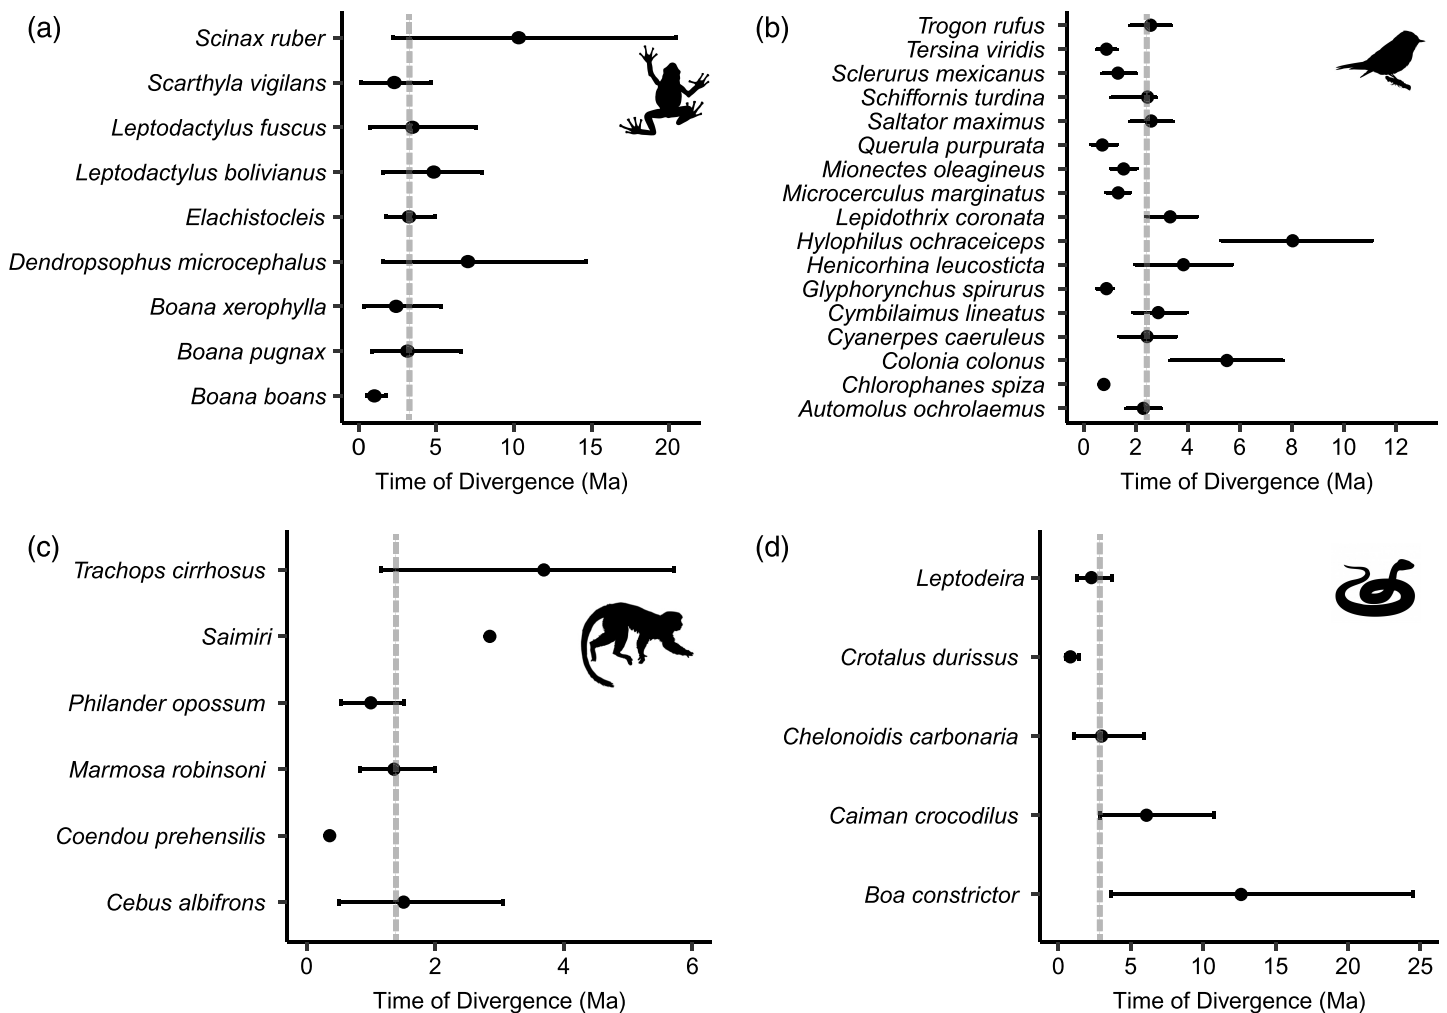 (a)
Scinax ruber
Scarthyla vigilans
Leptodactylus fuscus
Leptodactylus bolivianus
Elachistocleis
Dendropsophus microcephalus
Boana xerophylla
Boana pugnax
Boana boans
0 5 10 15 20
Time of Divergence (Ma)
(b)
Trogon rufus
Tersina viridis
Sclerurus mexicanus
Schiffornis turdina
Saltator maximus
Querula purpurata
Mionectes oleagineus
Microcerculus marginatus
Lepidothrix coronata
Hylophilus ochraceiceps
Henicorhina leucosticta
Glyphorynchus spirurus
Cymbilaimus lineatus
Cyanerpes caeruleus
Colonia colonus
Chlorophanes spiza
Automolus ochrolaemus
0 2 4 6 8 10 12
Time of Divergence (Ma)
(c)
Trachops cirrhosus
Saimiri
Philander opossum
Marmosa robinsoni
Coendou prehensilis
Cebus albifrons
0 2 4 6
Time of Divergence (Ma)
(d)
Leptodeira
Crotalus durissus
Chelonoidis carbonaria
Caiman crocodilus
Boa constrictor
0 5 10 15 20 25
Time of Divergence (Ma)